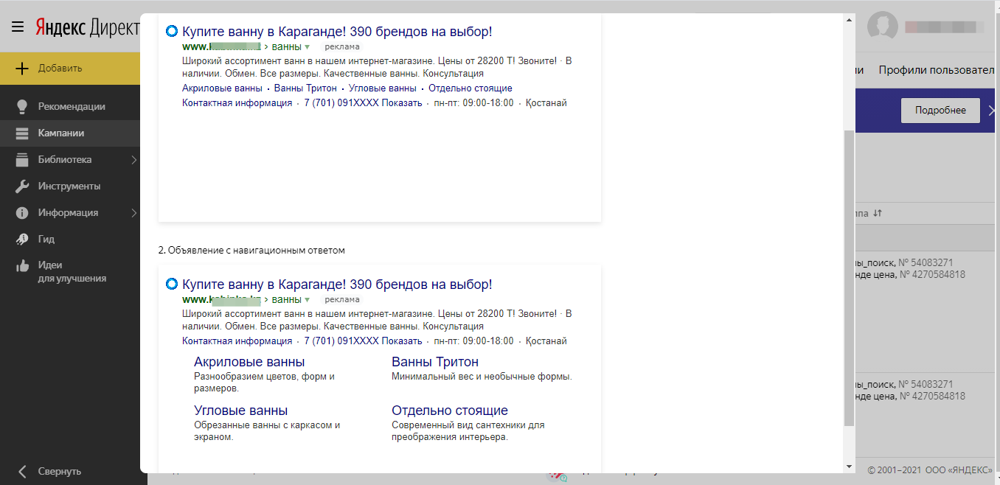 Яндекс Директ
Добавить
Рекомендации
Кампании
Библиотека
Инструменты
Информация
Гид
Идеи
для улучшения
Свернуть
Купите ванну в Караганде! 390 брендов на выбор!
www. › ванны реклама
Широкий ассортимент ванн в нашем интернет-магазине. Цены от 28200 Т! Звоните! · В
наличии. Обмен. Все размеры. Качественные ванны. Консультация
Акриловые ванны · Ванны Тритон · Угловые ванны · Отдельно стоящие
Контактная информация · 7 (701) 091XXXX Показать · пн-пт: 09:00-18:00 · Қостанай
2. Объявление с навигационным ответом
Купите ванну в Караганде! 390 брендов на выбор!
www. › ванны реклама
Широкий ассортимент ванн в нашем интернет-магазине. Цены от 28200 Т! Звоните! · В
наличии. Обмен. Все размеры. Качественные ванны. Консультация
Контактная информация · 7 (701) 091XXXX Показать · пн-пт: 09:00-18:00 · Қостанай
Акриловые ванны
Разнообразием цветов, форм и
размеров.
Ванны Тритон
Минимальный вес и необычные формы.
Угловые ванны
Обрезанные ванны с каркасом и
экраном.
Отдельно стоящие
Современный вид сантехники для
преображения интерьера.
ии Профили пользовател
Подробнее
ппа
ы_поиск, № 54083271
нде цена, № 4270584818
ы_поиск, № 54083271
нде цена, № 4270584818
© 2001–2021 ООО «ЯНДЕКС»